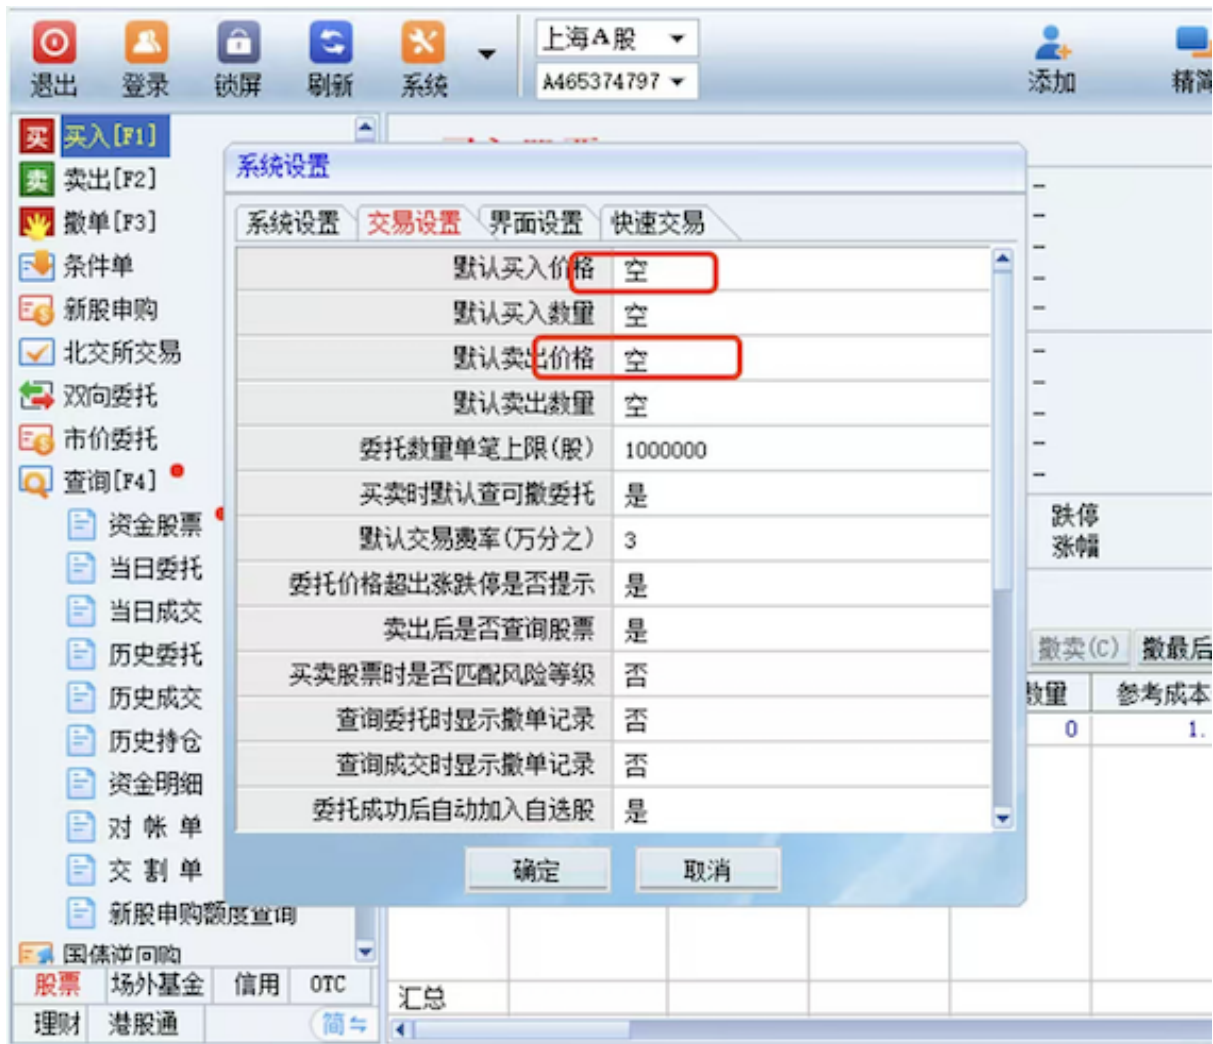 退出 登录 锁屏 刷新 系统 上海A股 添加
A465374797
买 买入[F1]
卖 卖出[F2]
撤单[F3]
条件单
新股申购
北交所交易
双向委托
市价委托
查询[F4]
资金股票
当日委托
当日成交
历史委托
历史成交
历史持仓
资金明细
对 帐 单
交 割 单
新股申购额度查询
国债逆回购
股票 场外基金 信用 OTC
理财 港股通 简
系统设置
系统设置 交易设置 界面设置 快速交易
默认买入价格 空
默认买入数量 空
默认卖出价格 空
默认卖出数量 空
委托数量单笔上限(股) 1000000
买卖时默认查可撤委托 是
默认交易费率(万分之) 3
委托价格超出涨跌停是否提示 是
卖出后是否查询股票 是
买卖股票时是否匹配风险等级 否
查询委托时显示撤单记录 否
查询成交时显示撤单记录 否
委托成功后自动加入自选股 是
确定 取消
跌停
涨幅
撤卖(C) 撤最后
数量 参考成本
0 1.
汇总